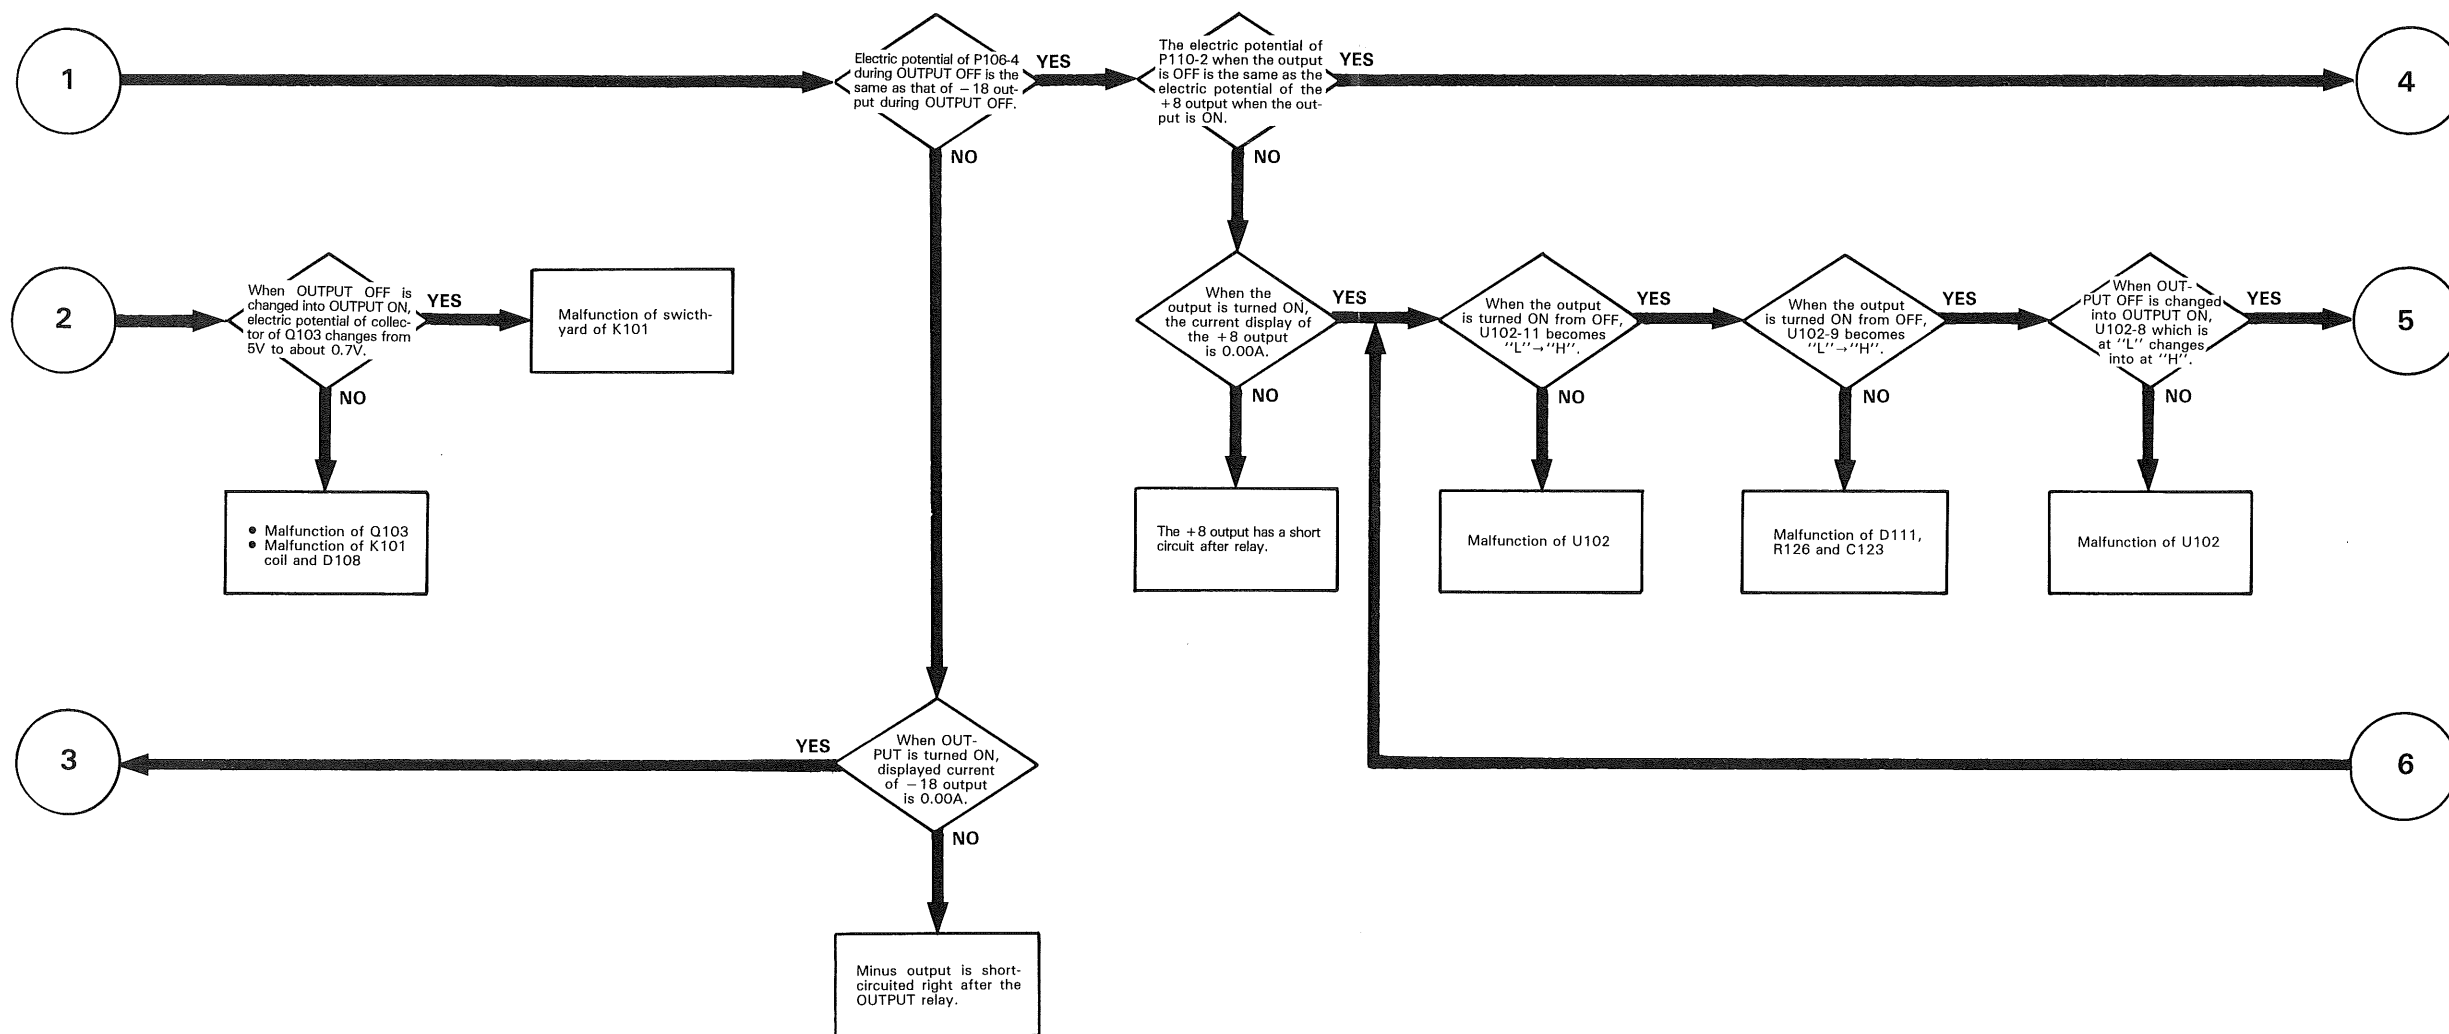 1
Electric potential of P106-4
during OUTPUT OFF is the
same as that of −18 out-
put during OUTPUT OFF.
YES
NO
The electric potential of
P110-2 when the output
is OFF is the same as the
electric potential of the
+8 output when the out-
put is ON.
YES
NO
4
2
When OUTPUT OFF is
changed into OUTPUT ON,
electric potential of collec-
tor of Q103 changes from
5V to about 0.7V.
YES
NO
Malfunction of swicth-
yard of K101
● Malfunction of Q103
● Malfunction of K101
coil and D108
When the
output is turned ON,
the current display of
the +8 output
is 0.00A.
YES
NO
When the output
is turned ON from OFF,
U102-11 becomes
"L"→"H".
YES
NO
When the output
is turned ON from OFF,
U102-9 becomes
"L"→"H".
YES
NO
When OUT-
PUT OFF is changed
into OUTPUT ON,
U102-8 which is
at "L" changes
into at "H".
YES
NO
5
The +8 output has a short
circuit after relay.
Malfunction of U102
Malfunction of D111,
R126 and C123
Malfunction of U102
3
YES
When OUT-
PUT is turned ON,
displayed current
of −18 output
is 0.00A.
NO
6
Minus output is short-
circuited right after the
OUTPUT relay.